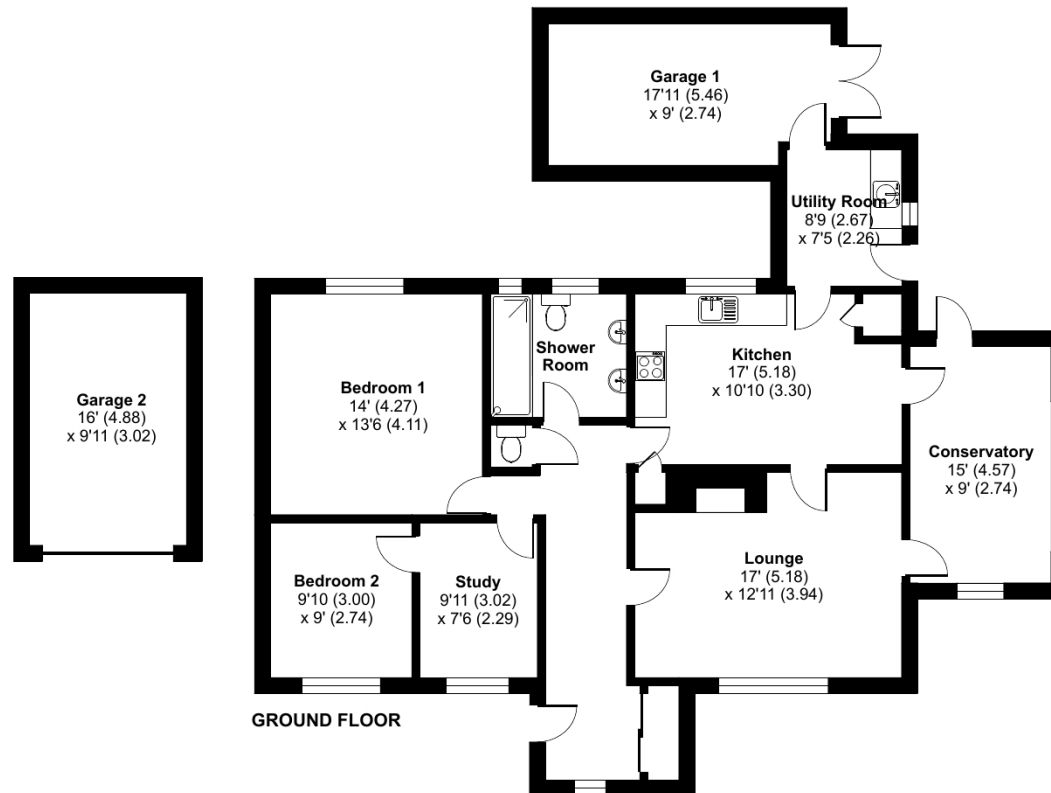 Garage 1
17'11 (5.46)
x 9' (2.74)
Utility Room
8'9 (2.67)
x 7'5 (2.26)
Shower
Room
Kitchen
17' (5.18)
x 10'10 (3.30)
Bedroom 1
14' (4.27)
x 13'6 (4.11)
Garage 2
16' (4.88)
x 9'11 (3.02)
Conservatory
15' (4.57)
x 9' (2.74)
Lounge
17' (5.18)
x 12'11 (3.94)
Bedroom 2
9'10 (3.00)
x 9' (2.74)
Study
9'11 (3.02)
x 7'6 (2.29)
GROUND FLOOR